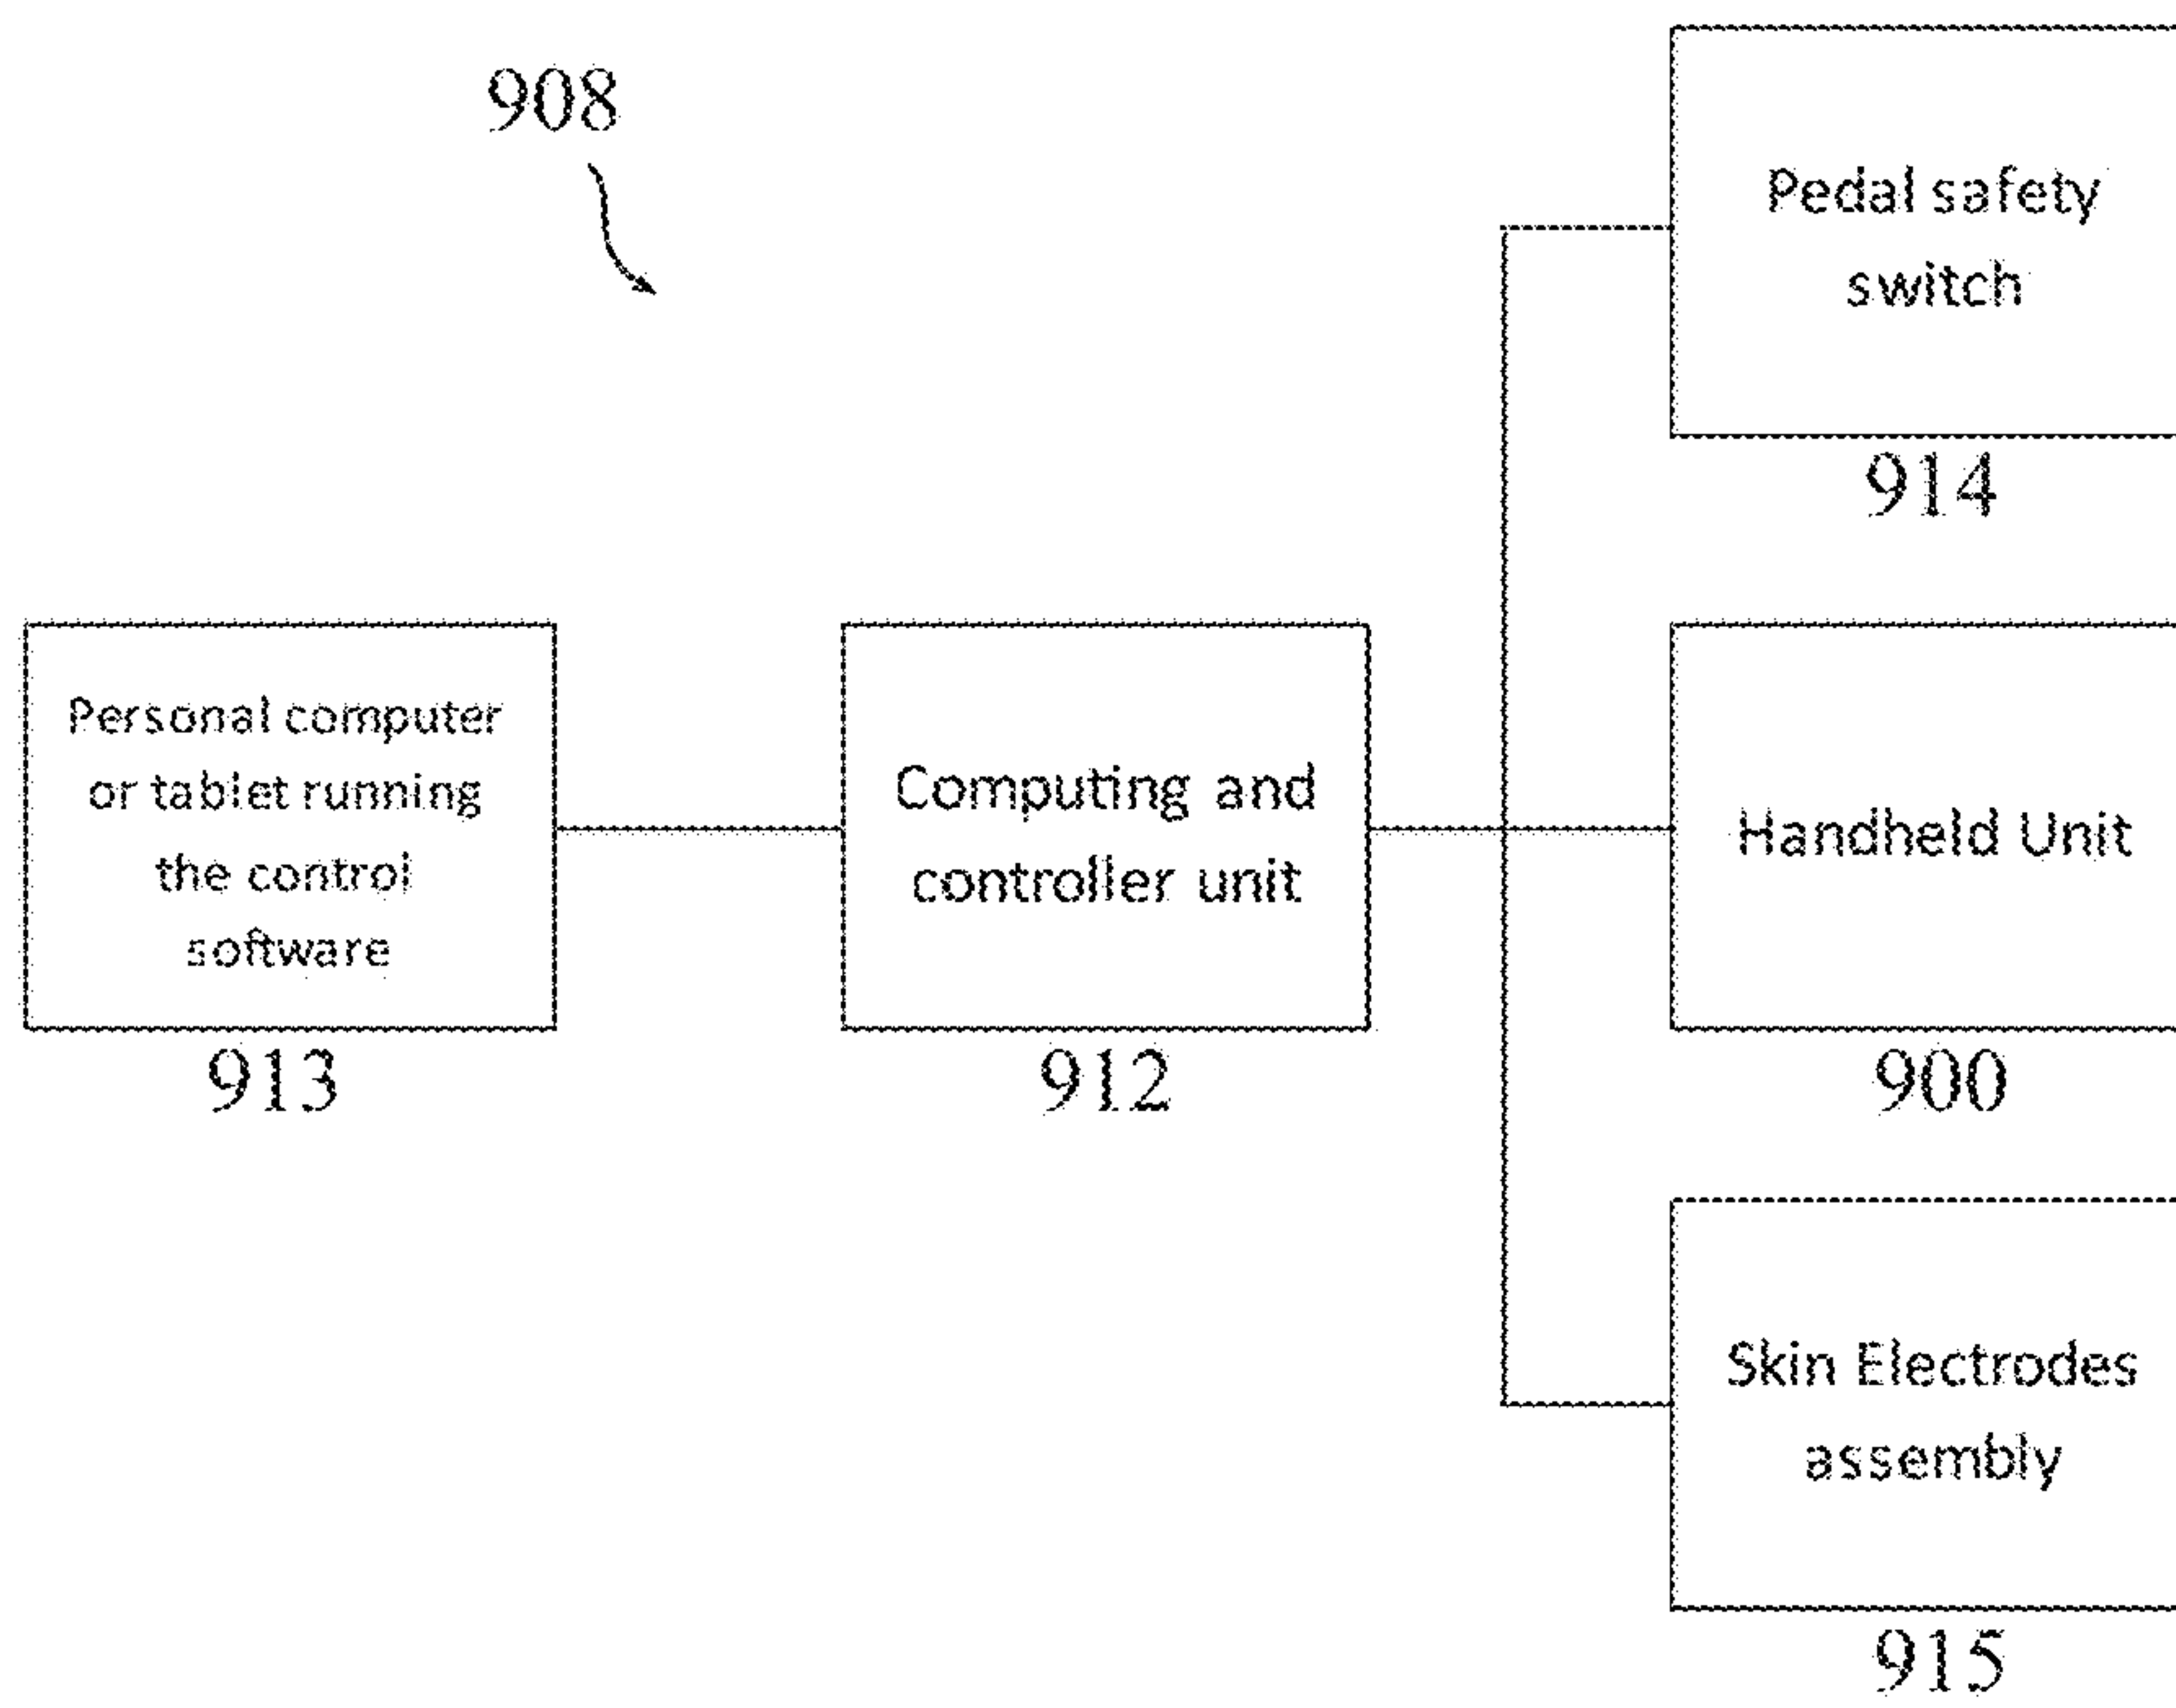 908
Pedal safety
switch
914
Personal computer
or tablet running
the control
software
913
Computing and
controller unit
912
Handheld Unit
900
Skin Electrodes
assembly
915